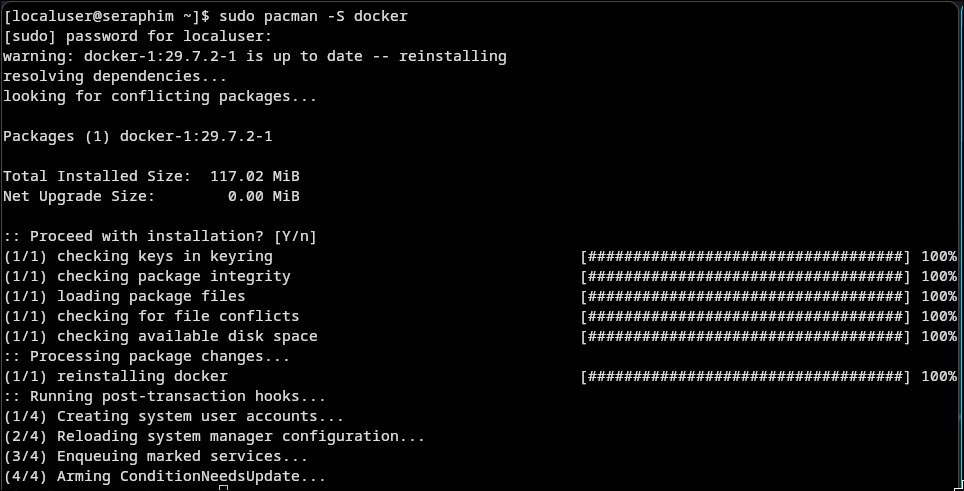 [localuser@seraphim ~]$ sudo pacman -S docker
[sudo] password for localuser:
warning: docker-1:29.7.2-1 is up to date -- reinstalling
resolving dependencies...
looking for conflicting packages...

Packages (1) docker-1:29.7.2-1

Total Installed Size:  117.02 MiB
Net Upgrade Size:        0.00 MiB

:: Proceed with installation? [Y/n]
(1/1) checking keys in keyring                                  [###################################] 100%
(1/1) checking package integrity                                [###################################] 100%
(1/1) loading package files                                     [###################################] 100%
(1/1) checking for file conflicts                               [###################################] 100%
(1/1) checking available disk space                             [###################################] 100%
:: Processing package changes...
(1/1) reinstalling docker                                       [###################################] 100%
:: Running post-transaction hooks...
(1/4) Creating system user accounts...
(2/4) Reloading system manager configuration...
(3/4) Enqueuing marked services...
(4/4) Arming ConditionNeedsUpdate...